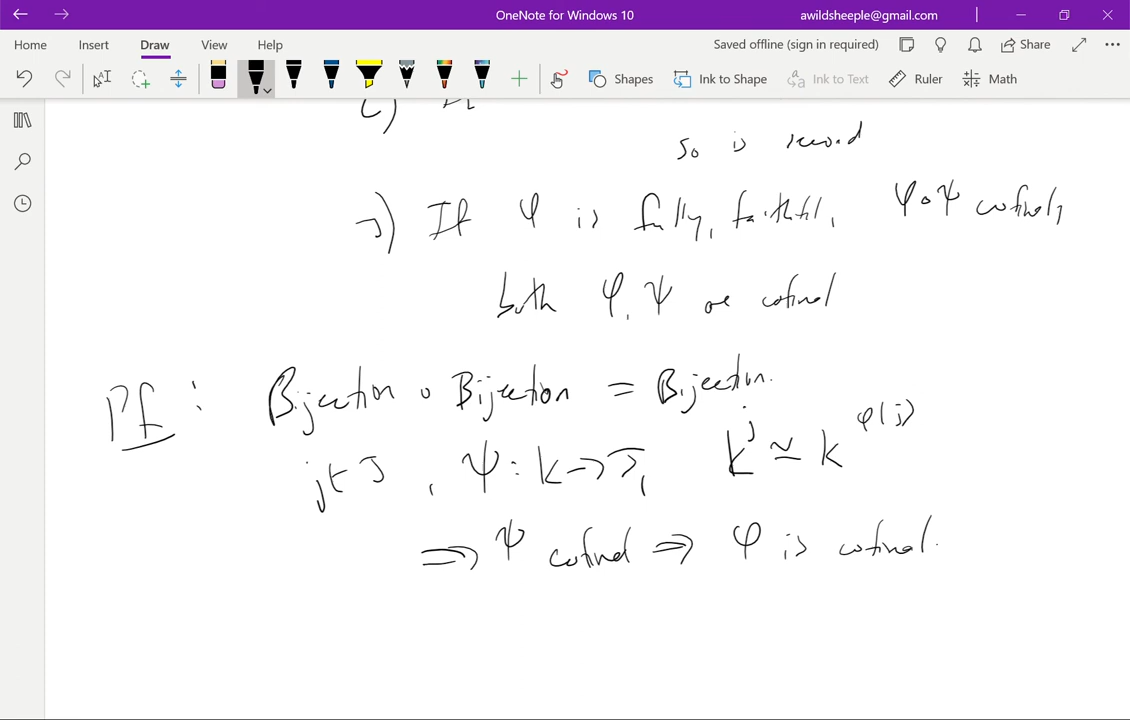 OneNote for Windows 10
awildsheeple@gmail.com
Home Insert Draw View Help
Saved offline (sign in required) Share
Shapes Ink to Shape Ink to Text Ruler Math
so is second
3) If φ is fully, faithful, φ∘ψ cofinal,
both φ, ψ are cofinal
Pf : Bijection ∘ Bijection = Bijection.
j ∈ J , ψ : K → J, K^j ≃ K^φ(j)
⇒ ψ cofinal ⇒ φ is cofinal.